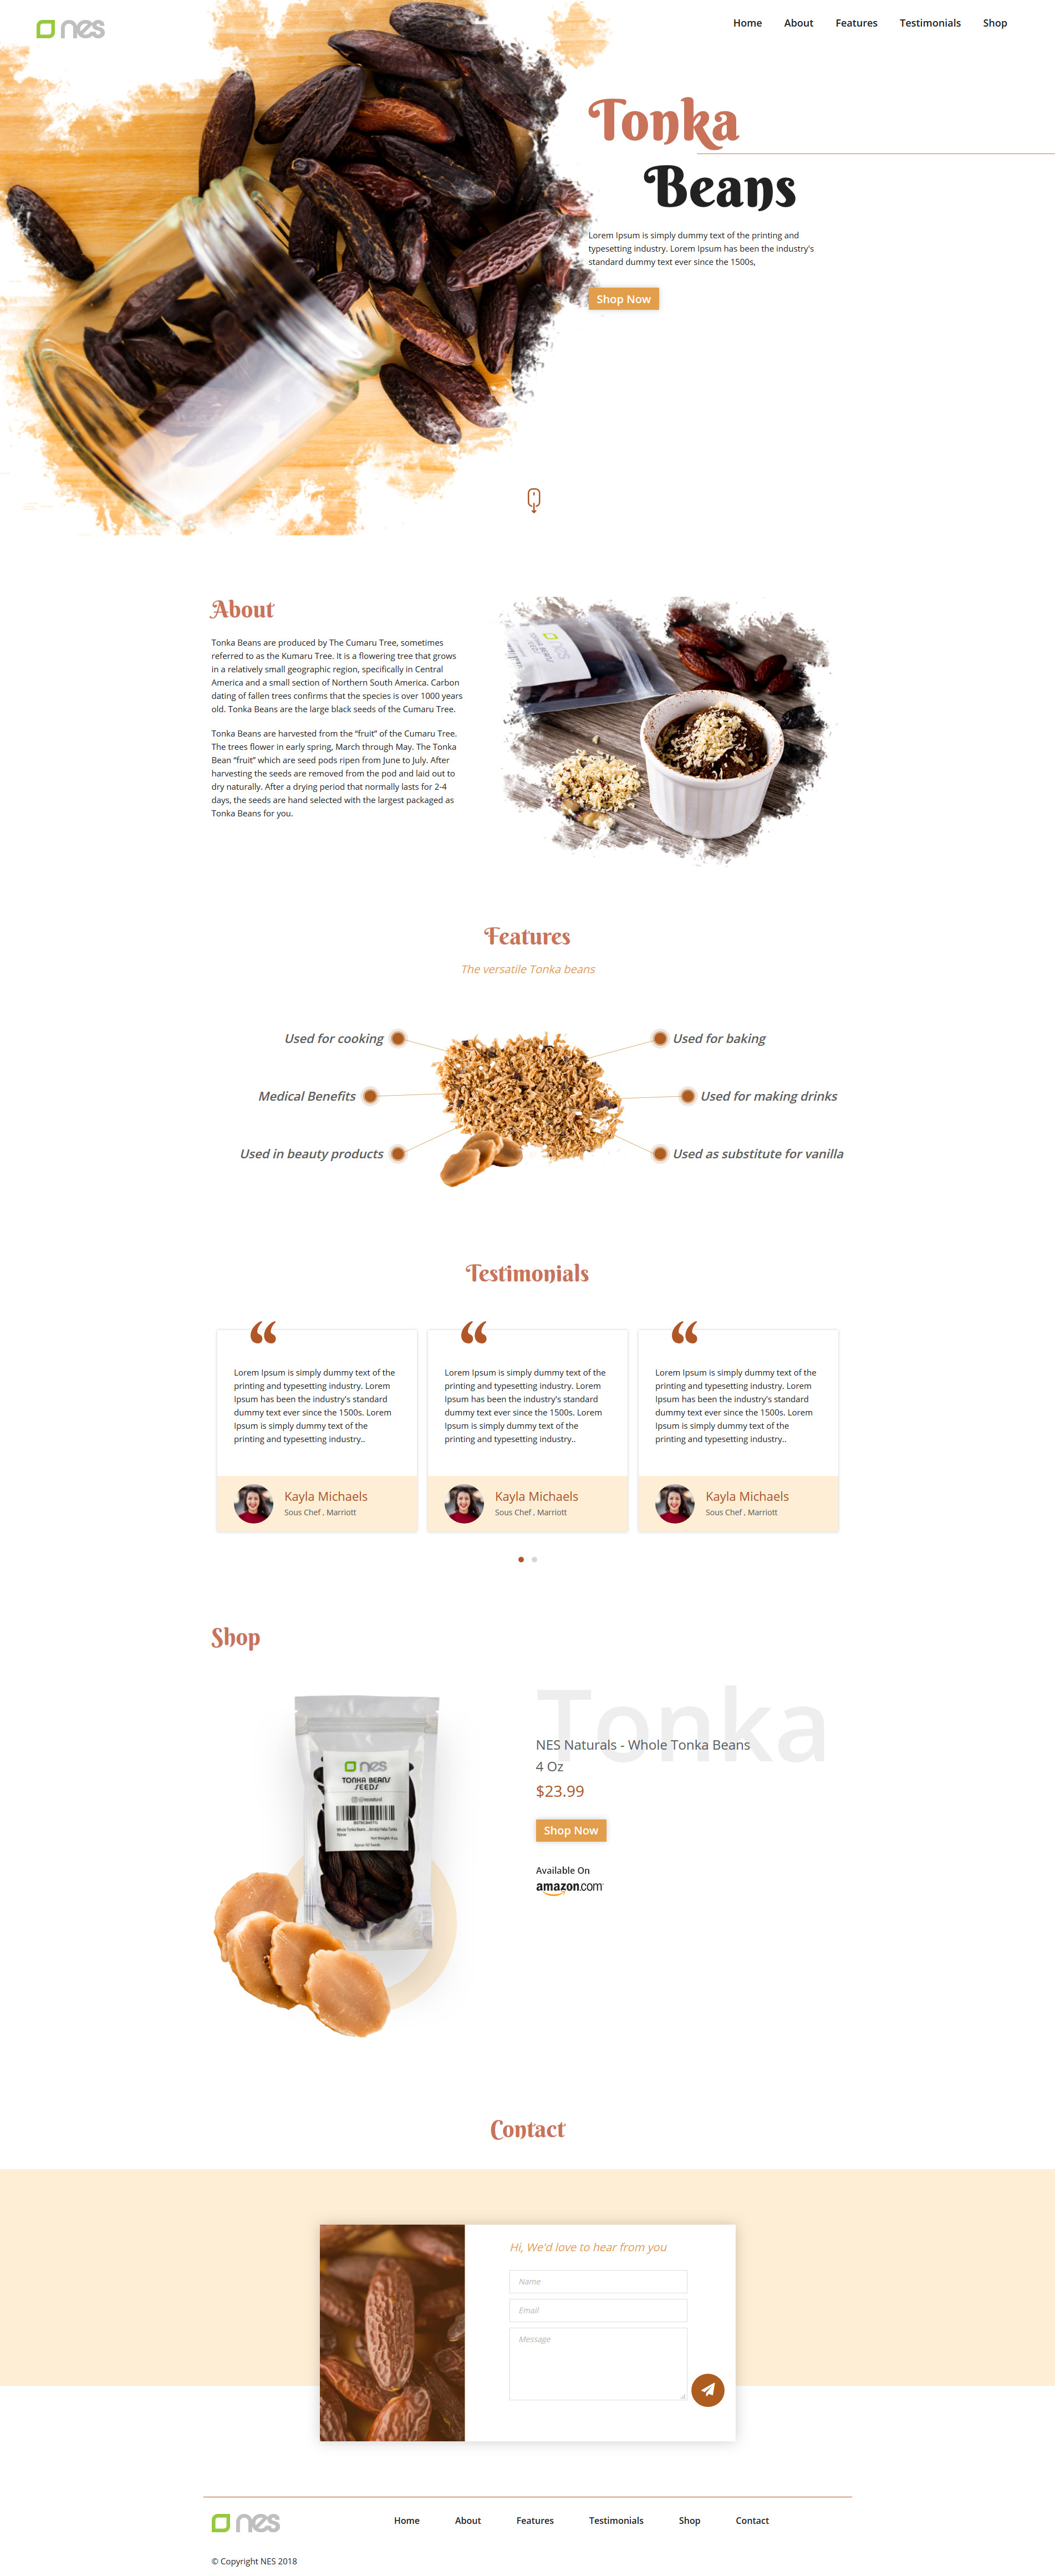 nes
Home About Features Testimonials Shop
Tonka
Beans
Lorem Ipsum is simply dummy text of the printing and
typesetting industry. Lorem Ipsum has been the industry's
standard dummy text ever since the 1500s,
Shop Now
About
Tonka Beans are produced by The Cumaru Tree, sometimes
referred to as the Kumaru Tree. It is a flowering tree that grows
in a relatively small geographic region, specifically in Central
America and a small section of Northern South America. Carbon
dating of fallen trees confirms that the species is over 1000 years
old. Tonka Beans are the large black seeds of the Cumaru Tree.
Tonka Beans are harvested from the “fruit” of the Cumaru Tree.
The trees flower in early spring, March through May. The Tonka
Bean “fruit” which are seed pods ripen from June to July. After
harvesting the seeds are removed from the pod and laid out to
dry naturally. After a drying period that normally lasts for 2-4
days, the seeds are hand selected with the largest packaged as
Tonka Beans for you.
nes
Features
The versatile Tonka beans
Used for cooking
Used for baking
Medical Benefits
Used for making drinks
Used in beauty products
Used as substitute for vanilla
Testimonials
“
Lorem Ipsum is simply dummy text of the
printing and typesetting industry. Lorem
Ipsum has been the industry's standard
dummy text ever since the 1500s. Lorem
Ipsum is simply dummy text of the
printing and typesetting industry..
Kayla Michaels
Sous Chef , Marriott
“
Lorem Ipsum is simply dummy text of the
printing and typesetting industry. Lorem
Ipsum has been the industry's standard
dummy text ever since the 1500s. Lorem
Ipsum is simply dummy text of the
printing and typesetting industry..
Kayla Michaels
Sous Chef , Marriott
“
Lorem Ipsum is simply dummy text of the
printing and typesetting industry. Lorem
Ipsum has been the industry's standard
dummy text ever since the 1500s. Lorem
Ipsum is simply dummy text of the
printing and typesetting industry..
Kayla Michaels
Sous Chef , Marriott
Shop
nes
TONKA BEANS
SEEDS
Tonka
NES Naturals - Whole Tonka Beans
4 Oz
$23.99
Shop Now
Available On
amazon.com
Contact
Hi, We'd love to hear from you
Name
Email
Message
nes
Home About Features Testimonials Shop Contact
© Copyright NES 2018